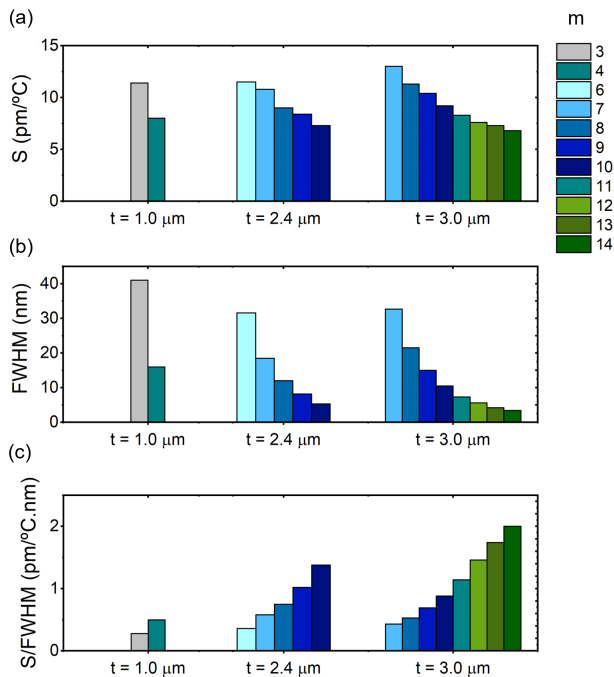 (a)
m
S (pm/ºC)
15
10
5
0
t = 1.0 μm
t = 2.4 μm
t = 3.0 μm
3
4
6
7
8
9
10
11
12
13
14
(b)
FWHM (nm)
40
30
20
10
0
t = 1.0 μm
t = 2.4 μm
t = 3.0 μm
(c)
S/FWHM (pm/ºC.nm)
2
1
0
t = 1.0 μm
t = 2.4 μm
t = 3.0 μm